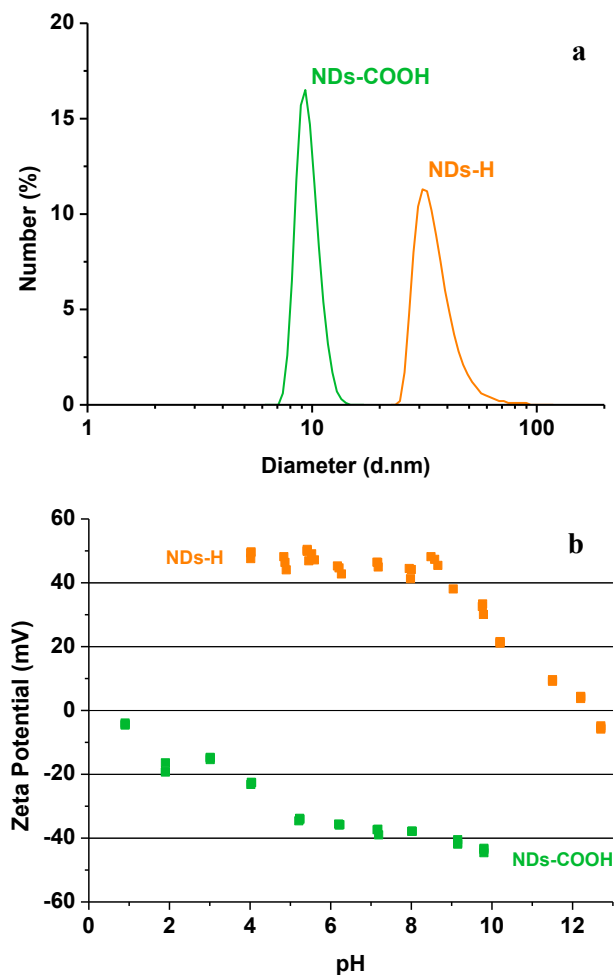 a
NDs-COOH
NDs-H
20
15
10
5
0
Number (%)
1
10
100
Diameter (d.nm)
b
NDs-H
NDs-COOH
60
40
20
0
-20
-40
-60
Zeta Potential (mV)
0
2
4
6
8
10
12
pH